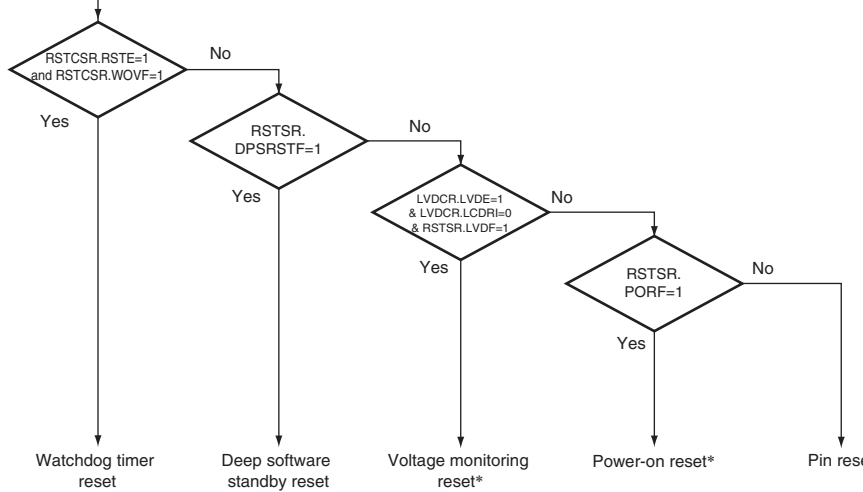 RSTCSR.RSTE=1
and RSTCSR.WOVF=1
No
Yes
RSTSR.
DPSRSTF=1
No
Yes
LVDCR.LVDE=1
& LVDCR.LCDRI=0
& RSTSR.LVDF=1
No
Yes
RSTSR.
PORF=1
No
Yes
Watchdog timer
reset
Deep software
standby reset
Voltage monitoring
reset*
Power-on reset*
Pin